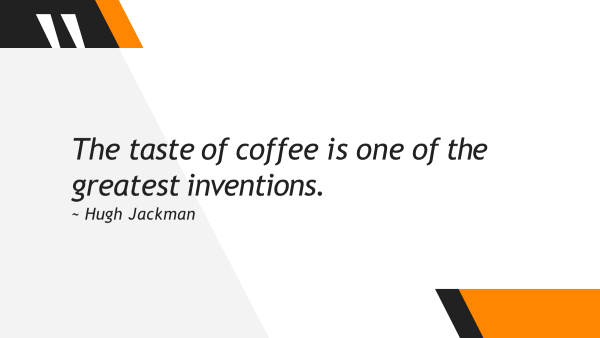 The taste of coffee is one of the
greatest inventions.
~ Hugh Jackman